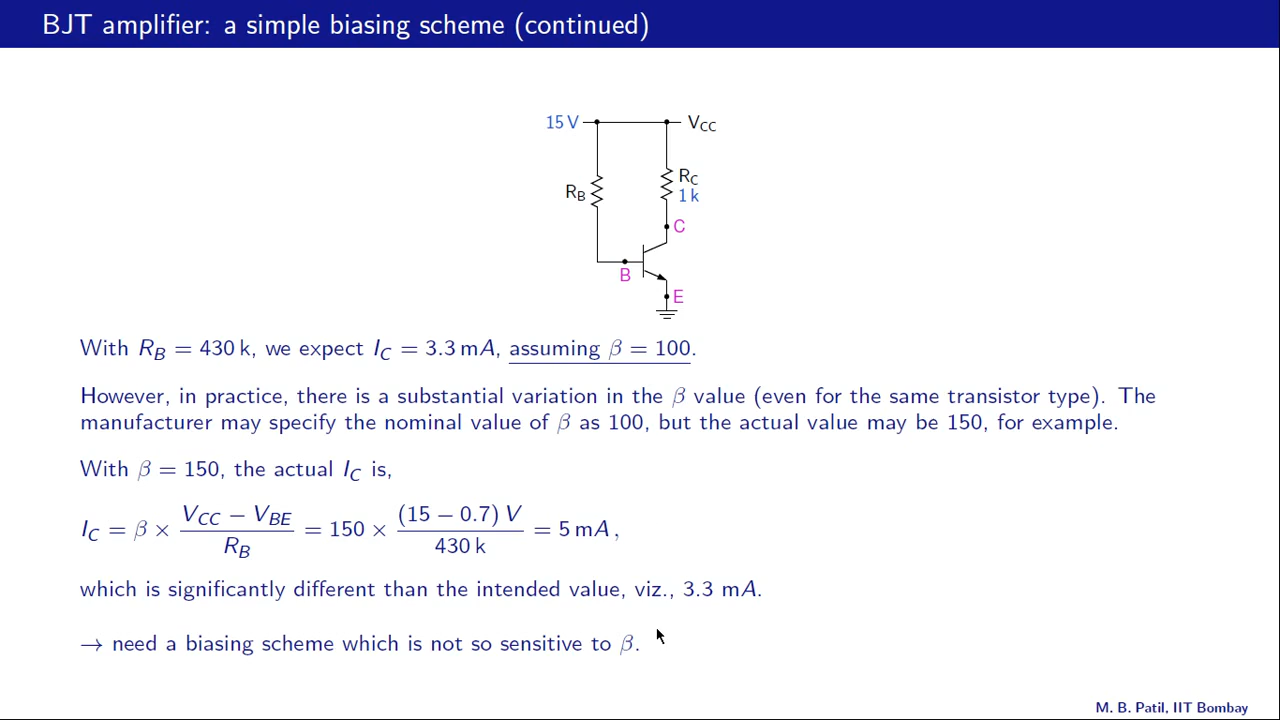 BJT amplifier: a simple biasing scheme (continued)
15 V
V_CC
R_B
R_C
1 k
C
B
E
With R_B = 430 k, we expect I_C = 3.3 mA, assuming β = 100.
However, in practice, there is a substantial variation in the β value (even for the same transistor type). The
manufacturer may specify the nominal value of β as 100, but the actual value may be 150, for example.
With β = 150, the actual I_C is,
I_C = β × (V_CC − V_BE) / R_B = 150 × (15 − 0.7) V / 430 k = 5 mA ,
which is significantly different than the intended value, viz., 3.3 mA.
→ need a biasing scheme which is not so sensitive to β.
M. B. Patil, IIT Bombay